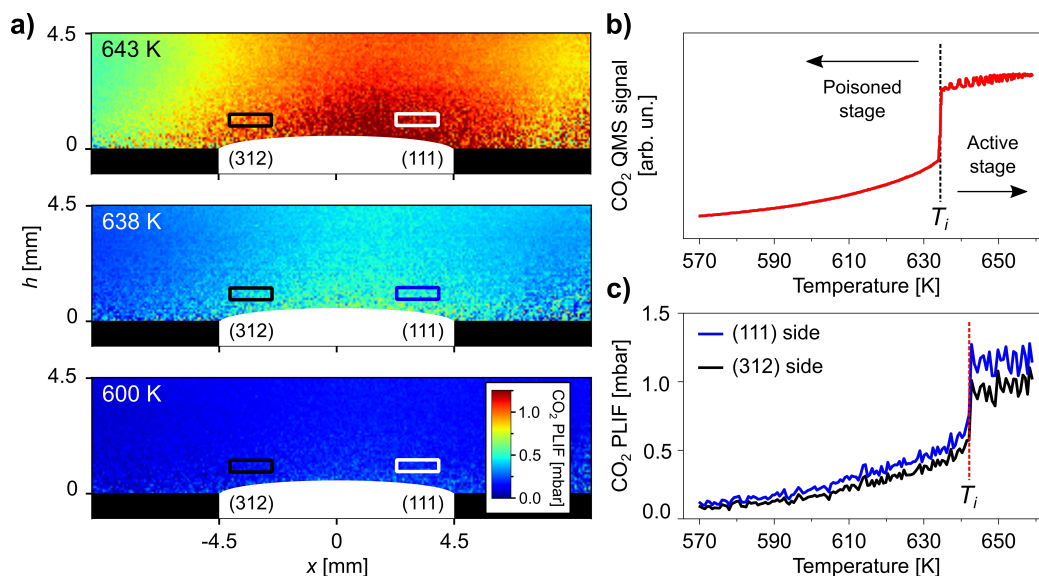 a)
4.5
643 K
0
(312)
(111)
4.5
638 K
h [mm]
0
(312)
(111)
4.5
600 K
CO₂ PLIF [mbar]
1.0
0.5
0.0
0
(312)
(111)
-4.5
0
4.5
x [mm]
b)
CO₂ QMS signal
[arb. un.]
Poisoned
stage
Active
stage
Tᵢ
570
590
610
630
650
Temperature [K]
c)
CO₂ PLIF [mbar]
1.5
1.0
0.5
0.0
(111) side
(312) side
Tᵢ
570
590
610
630
650
Temperature [K]